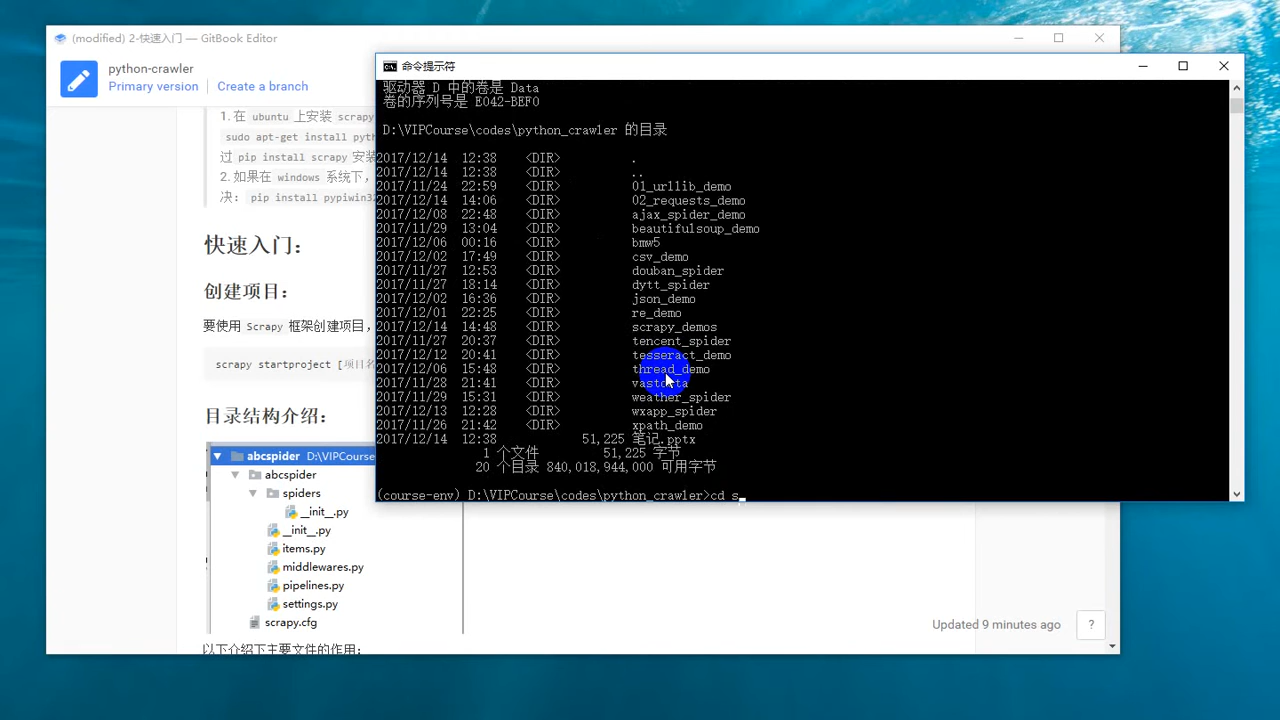 (modified) 2-快速入门 — GitBook Editor
python-crawler
Primary version
Create a branch
1. 在 ubuntu 上安装 scrapy
sudo apt-get install pyth
过 pip install scrapy 安装
2. 如果在 windows 系统下，
决： pip install pypiwin32
快速入门：
创建项目：
要使用 Scrapy 框架创建项目，
scrapy startproject [项目名
目录结构介绍：
abcspider D:\VIPCourse
abcspider
spiders
__init__.py
__init__.py
items.py
middlewares.py
pipelines.py
settings.py
scrapy.cfg
以下介绍下主要文件的作用：
Updated 9 minutes ago
?
命令提示符
驱动器 D 中的卷是 Data
卷的序列号是 E042-BEF0
D:\VIPCourse\codes\python_crawler 的目录
2017/12/14 12:38 <DIR> .
2017/12/14 12:38 <DIR> ..
2017/11/24 22:59 <DIR> 01_urllib_demo
2017/12/14 14:06 <DIR> 02_requests_demo
2017/12/08 22:48 <DIR> ajax_spider_demo
2017/11/29 13:04 <DIR> beautifulsoup_demo
2017/12/06 00:16 <DIR> bmw5
2017/12/02 17:49 <DIR> csv_demo
2017/11/27 12:53 <DIR> douban_spider
2017/11/27 18:14 <DIR> dytt_spider
2017/12/02 16:36 <DIR> json_demo
2017/12/01 22:25 <DIR> re_demo
2017/12/14 14:48 <DIR> scrapy_demos
2017/11/27 20:37 <DIR> tencent_spider
2017/12/12 20:41 <DIR> tesseract_demo
2017/12/06 15:48 <DIR> thread_demo
2017/11/28 21:41 <DIR>
2017/11/29 15:31 <DIR> weather_spider
2017/12/13 12:28 <DIR> wxapp_spider
2017/11/26 21:42 <DIR> xpath_demo
2017/12/14 12:38 51,225 笔记.pptx
1 个文件 51,225 字节
20 个目录 840,018,944,000 可用字节
(course-env) D:\VIPCourse\codes\python_crawler>cd s